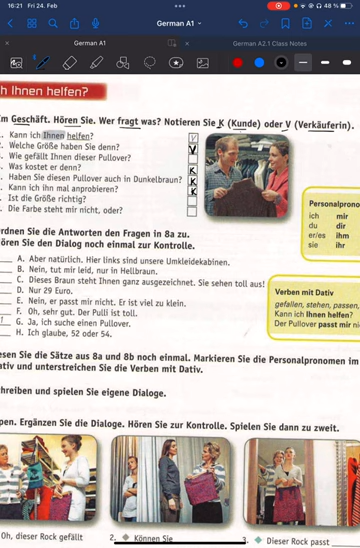 16:21 Fri 24. Feb
48 %
German A1
German A1
German A2.1 Class Notes
h Ihnen helfen?
m Geschäft. Hören Sie. Wer fragt was? Notieren Sie K (Kunde) oder V (Verkäuferin).
. Kann ich Ihnen helfen? V
. Welche Größe haben Sie denn? V
. Wie gefällt Ihnen dieser Pullover?
. Was kostet er denn? K
. Haben Sie diesen Pullover auch in Dunkelbraun? K
. Kann ich ihn mal anprobieren? K
. Ist die Größe richtig?
. Die Farbe steht mir nicht, oder?
Personalprono
ich mir
du dir
er/es ihm
sie ihr
rdnen Sie die Antworten den Fragen in 8a zu.
ören Sie den Dialog noch einmal zur Kontrolle.
A. Aber natürlich. Hier links sind unsere Umkleidekabinen.
B. Nein, tut mir leid, nur in Hellbraun.
C. Dieses Braun steht Ihnen ganz ausgezeichnet. Sie sehen toll aus!
D. Nur 29 Euro.
E. Nein, er passt mir nicht. Er ist viel zu klein.
F. Oh, sehr gut. Der Pulli ist toll.
1 G. Ja, ich suche einen Pullover.
H. Ich glaube, 52 oder 54.
Verben mit Dativ
gefallen, stehen, passen,
Kann ich Ihnen helfen?
Der Pullover passt mir ni
esen Sie die Sätze aus 8a und 8b noch einmal. Markieren Sie die Personalpronomen im
ativ und unterstreichen Sie die Verben mit Dativ.
chreiben und spielen Sie eigene Dialoge.
pen. Ergänzen Sie die Dialoge. Hören Sie zur Kontrolle. Spielen Sie dann zu zweit.
Oh, dieser Rock gefällt
2. Können Sie
3. Dieser Rock passt